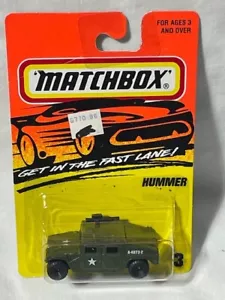 FOR AGES 3
AND OVER
MATCHBOX®
GET IN THE FAST LANE!
HUMMER
3